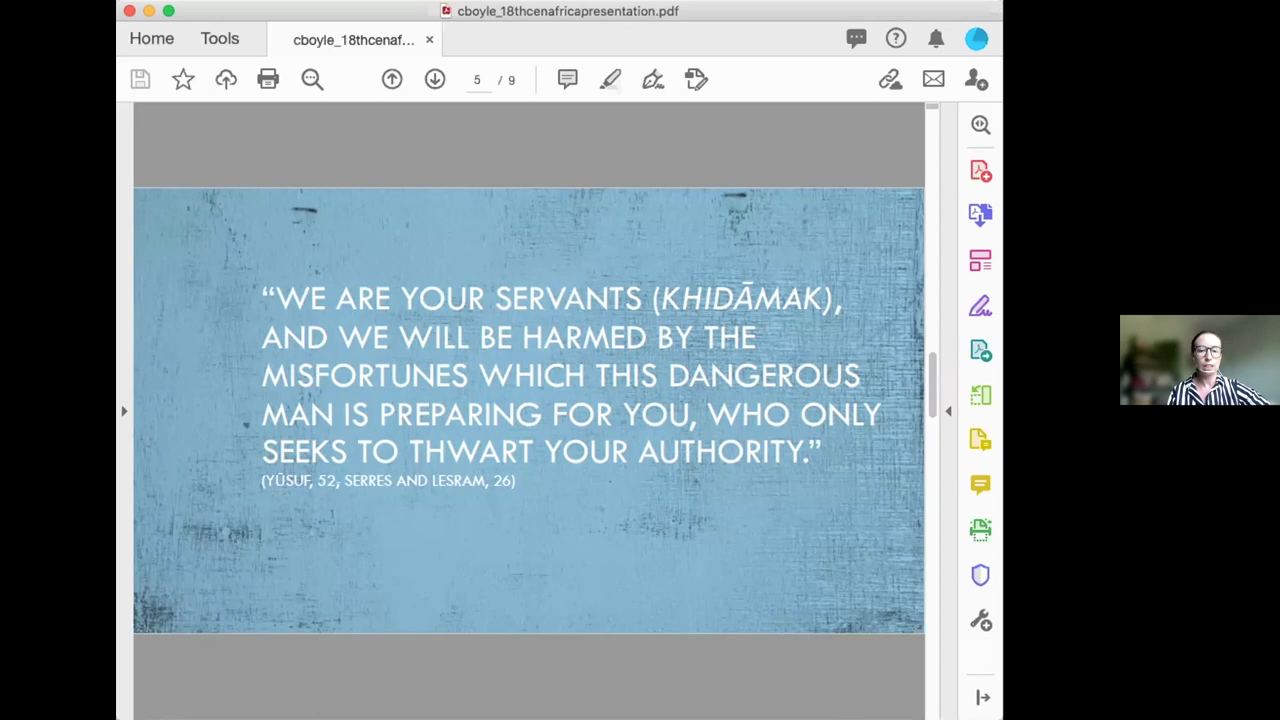 cboyle_18thcenafricapresentation.pdf
Home Tools cboyle_18thcenaf... ×
5 / 9
“WE ARE YOUR SERVANTS (KHIDĀMAK),
AND WE WILL BE HARMED BY THE
MISFORTUNES WHICH THIS DANGEROUS
MAN IS PREPARING FOR YOU, WHO ONLY
SEEKS TO THWART YOUR AUTHORITY.”
(YŪSUF, 52, SERRES AND LESRAM, 26)